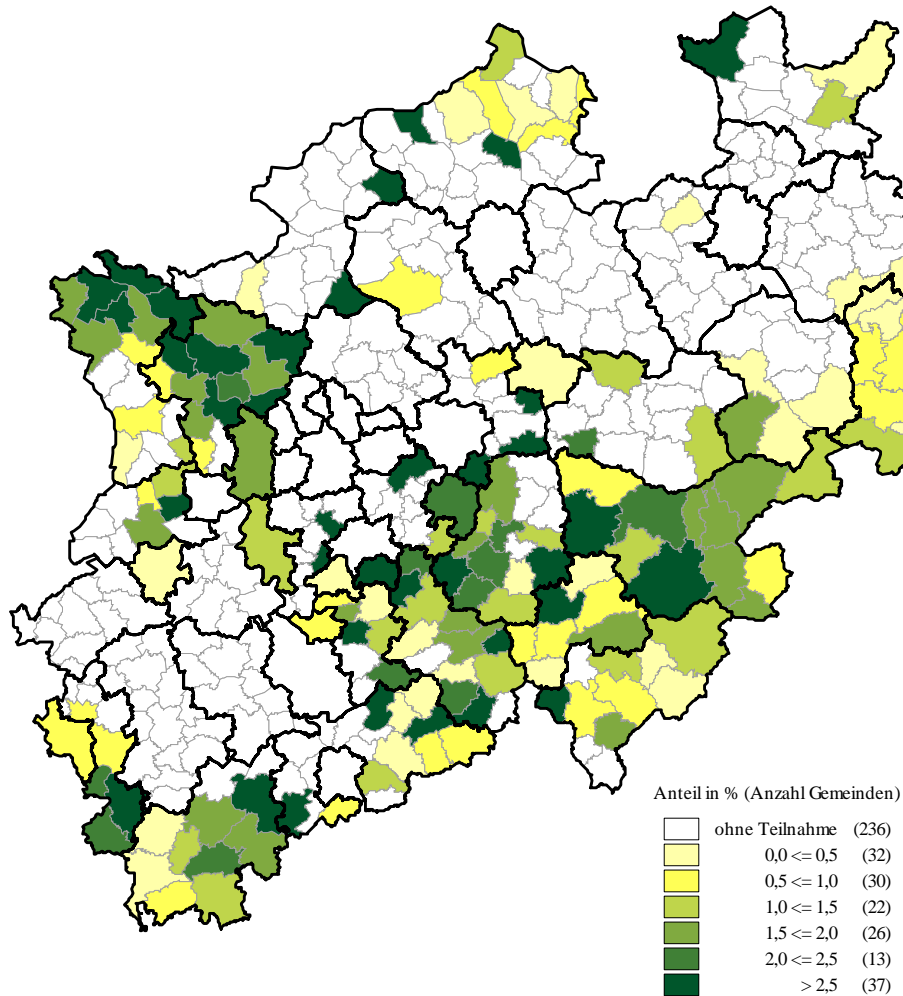 Anteil in % (Anzahl Gemeinden)
ohne Teilnahme (236)
0,0 <= 0,5 (32)
0,5 <= 1,0 (30)
1,0 <= 1,5 (22)
1,5 <= 2,0 (26)
2,0 <= 2,5 (13)
> 2,5 (37)